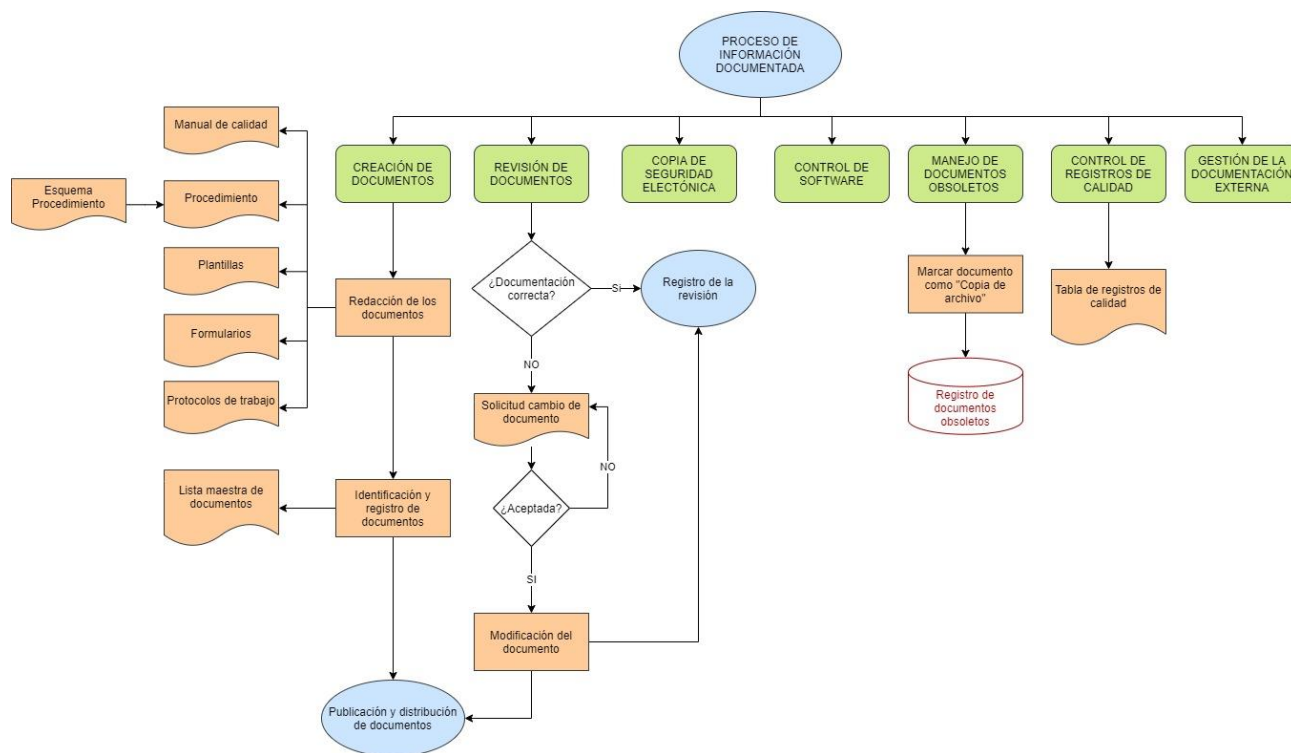 PROCESO DE
INFORMACIÓN
DOCUMENTADA
CREACIÓN DE
DOCUMENTOS
REVISIÓN DE
DOCUMENTOS
COPIA DE
SEGURIDAD
ELECTÓNICA
CONTROL DE
SOFTWARE
MANEJO DE
DOCUMENTOS
OBSOLETOS
CONTROL DE
REGISTROS DE
CALIDAD
GESTIÓN DE LA
DOCUMENTACIÓN
EXTERNA
Manual de calidad
Esquema
Procedimiento
Procedimiento
Plantillas
Formularios
Protocolos de trabajo
Redacción de los
documentos
Lista maestra de
documentos
Identificación y
registro de
documentos
Publicación y distribución
de documentos
¿Documentación
correcta?
Si
Registro de la
revisión
NO
Solicitud cambio de
documento
NO
¿Aceptada?
SI
Modificación del
documento
Marcar documento
como "Copia de
archivo"
Registro de
documentos
obsoletos
Tabla de registros de
calidad